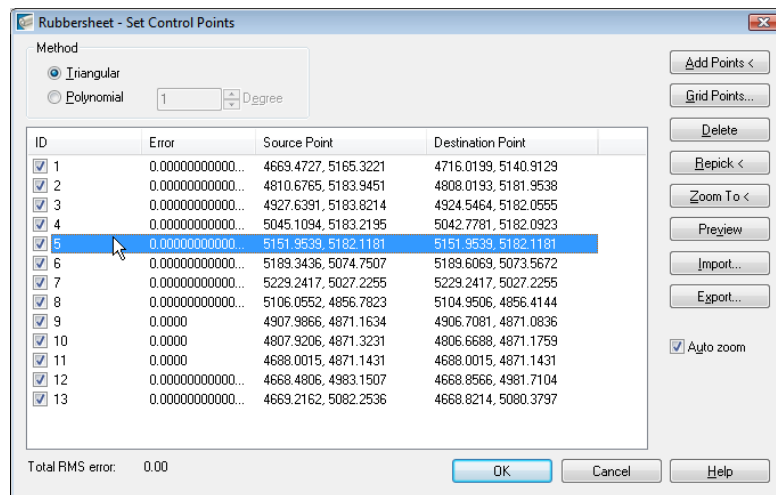 Rubbersheet - Set Control Points
Method
Triangular
Polynomial 1 Degree
Add Points <
Grid Points...
Delete
Repick <
Zoom To <
Preview
Import...
Export...
Auto zoom
ID Error Source Point Destination Point
1 0.00000000000... 4669.4727, 5165.3221 4716.0199, 5140.9129
2 0.00000000000... 4810.6765, 5183.9451 4808.0193, 5181.9538
3 0.00000000000... 4927.6391, 5183.8214 4924.5464, 5182.0555
4 0.00000000000... 5045.1094, 5183.2195 5042.7781, 5182.0923
5 0.00000000000... 5151.9539, 5182.1181 5151.9539, 5182.1181
6 0.00000000000... 5189.3436, 5074.7507 5189.6069, 5073.5672
7 0.00000000000... 5229.2417, 5027.2255 5229.2417, 5027.2255
8 0.00000000000... 5106.0552, 4856.7823 5104.9506, 4856.4144
9 0.0000 4907.9866, 4871.1634 4906.7081, 4871.0836
10 0.0000 4807.9206, 4871.3231 4806.6688, 4871.1759
11 0.0000 4688.0015, 4871.1431 4688.0015, 4871.1431
12 0.00000000000... 4668.4806, 4983.1507 4668.8566, 4981.7104
13 0.00000000000... 4669.2162, 5082.2536 4668.8214, 5080.3797
Total RMS error: 0.00
OK Cancel Help